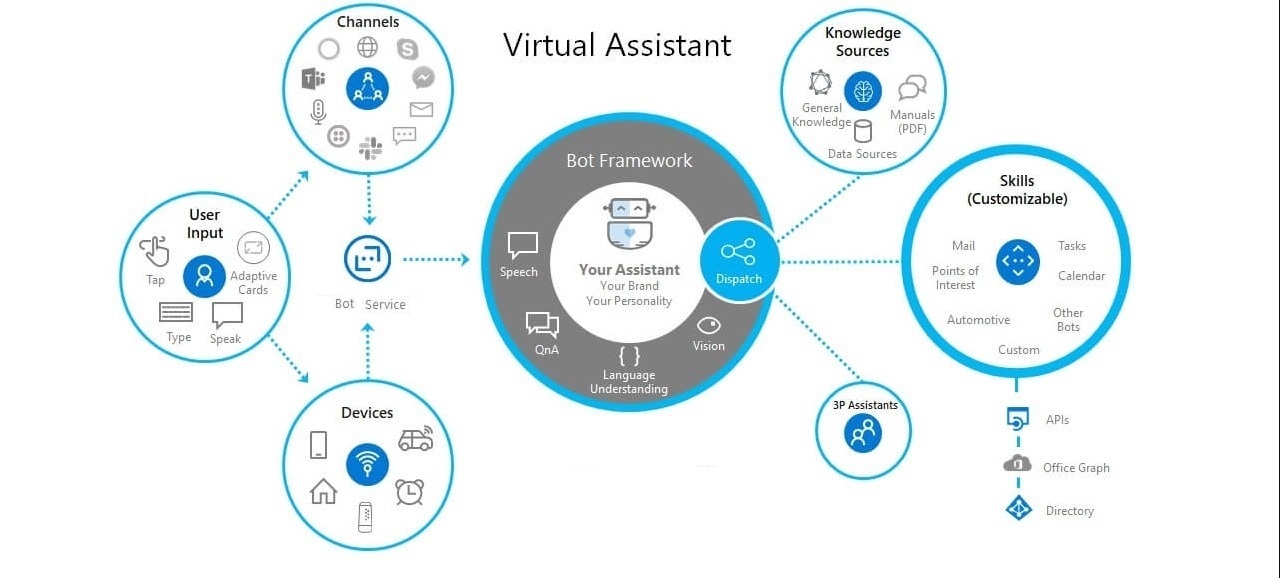 Virtual Assistant
Channels
T
S
User
Input
Tap
Adaptive
Cards
Type
Speak
Bot Service
Devices
Bot Framework
Speech
Your Assistant
Your Brand
Your Personality
QnA
{ }
Language
Understanding
Vision
Dispatch
Knowledge
Sources
General
Knowledge
Manuals
(PDF)
Data Sources
Skills
(Customizable)
Mail
Tasks
Points of
Interest
Calendar
Automotive
Other
Bots
Custom
3P Assistants
APIs
Office Graph
Directory